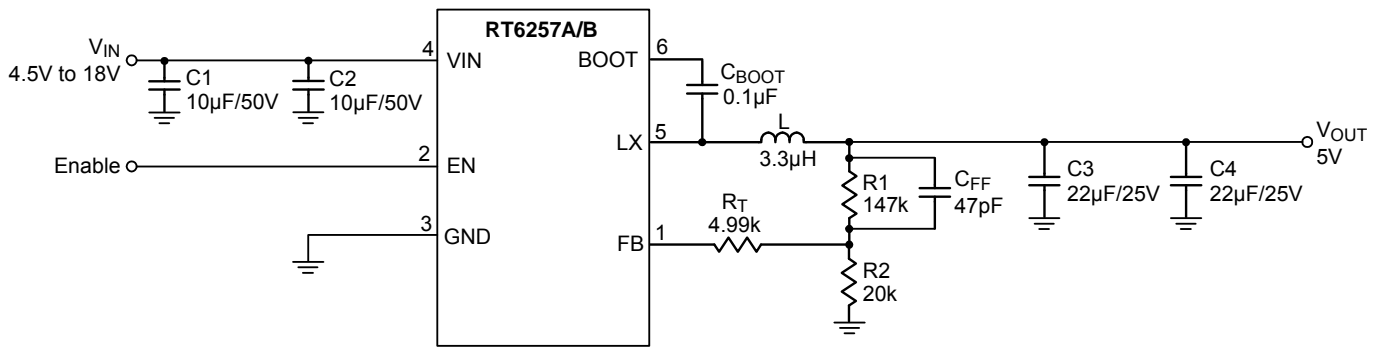 RT6257A/B
VIN
4.5V to 18V
C1
10µF/50V
C2
10µF/50V
4
VIN
BOOT
6
CBOOT
0.1µF
LX
5
L
3.3µH
VOUT
5V
Enable
2
EN
R1
147k
CFF
47pF
C3
22µF/25V
C4
22µF/25V
3
GND
FB
1
RT
4.99k
R2
20k